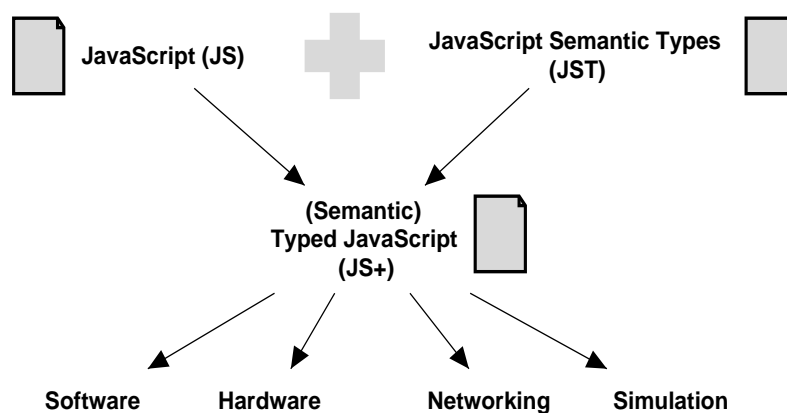 JavaScript (JS)
JavaScript Semantic Types
(JST)
(Semantic)
Typed JavaScript
(JS+)
Software
Hardware
Networking
Simulation